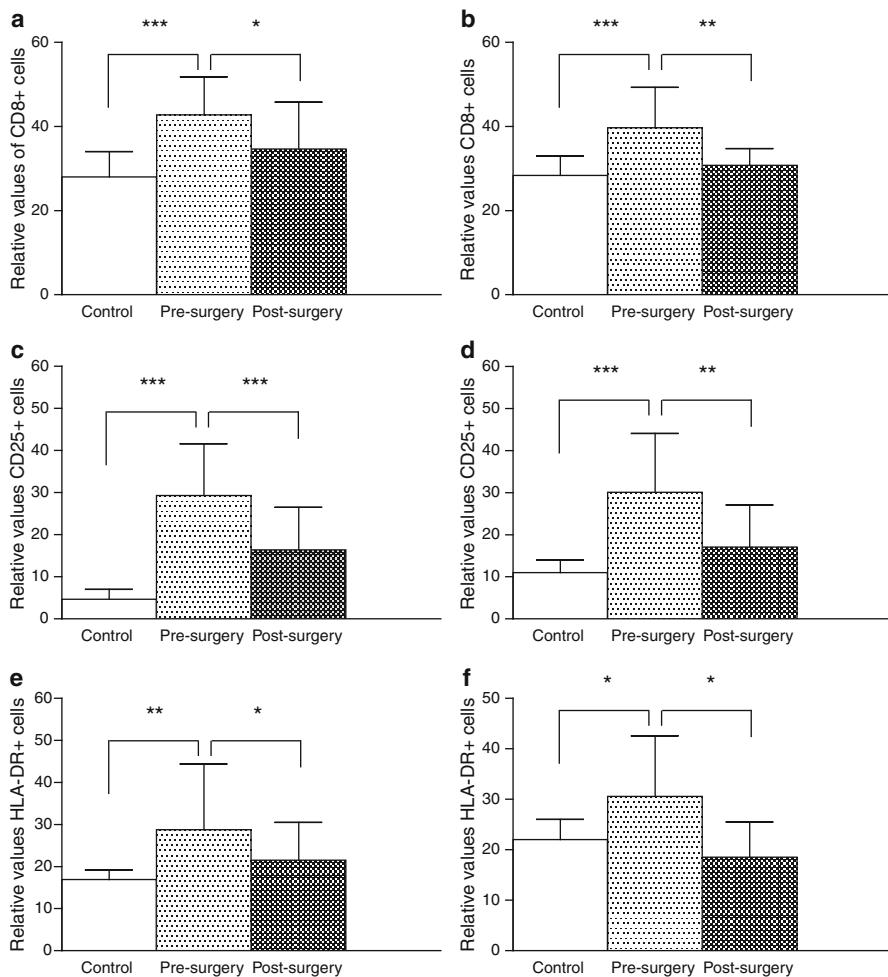 a
***
*
60
40
20
0
Relative values of CD8+ cells
Control
Pre-surgery
Post-surgery
b
***
**
60
40
20
0
Relative values CD8+ cells
Control
Pre-surgery
Post-surgery
c
***
***
60
50
40
30
20
10
0
Relative values CD25+ cells
Control
Pre-surgery
Post-surgery
d
***
**
60
50
40
30
20
10
0
Relative values CD25+ cells
Control
Pre-surgery
Post-surgery
e
**
*
60
50
40
30
20
10
0
Relative values HLA-DR+ cells
Control
Pre-surgery
Post-surgery
f
*
*
50
40
30
20
10
0
Relative values HLA-DR+ cells
Control
Pre-surgery
Post-surgery